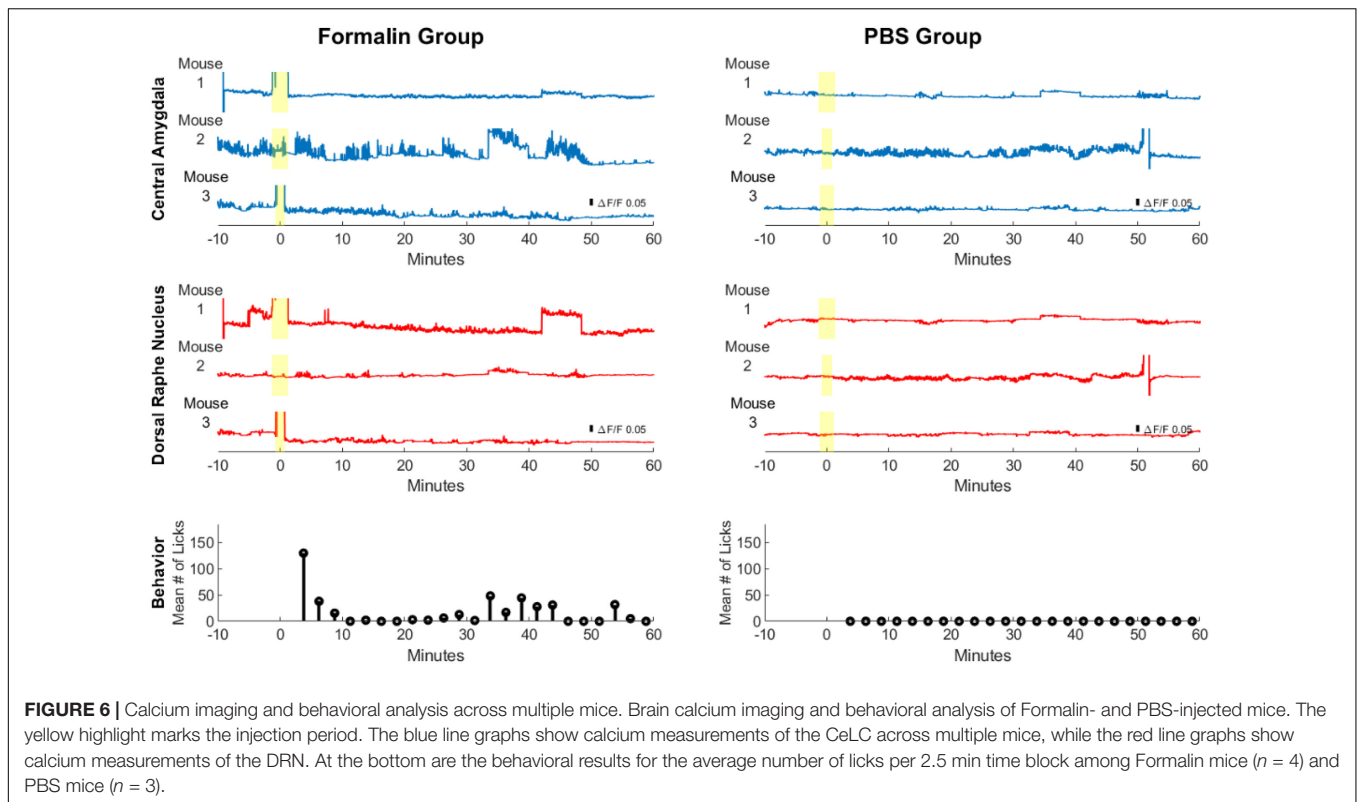 Formalin Group
PBS Group
Central Amygdala
Mouse
1
Mouse
2
Mouse
3
Δ F/F 0.05
-10 0 10 20 30 40 50 60
Minutes
Mouse
1
Mouse
2
Mouse
3
Δ F/F 0.05
-10 0 10 20 30 40 50 60
Minutes
Dorsal Raphe Nucleus
Mouse
1
Mouse
2
Mouse
3
Δ F/F 0.05
-10 0 10 20 30 40 50 60
Minutes
Mouse
1
Mouse
2
Mouse
3
Δ F/F 0.05
-10 0 10 20 30 40 50 60
Minutes
Behavior
Mean # of Licks
150
100
50
0
-10 0 10 20 30 40 50 60
Minutes
Mean # of Licks
150
100
50
0
-10 0 10 20 30 40 50 60
Minutes
FIGURE 6 | Calcium imaging and behavioral analysis across multiple mice. Brain calcium imaging and behavioral analysis of Formalin- and PBS-injected mice. The
yellow highlight marks the injection period. The blue line graphs show calcium measurements of the CeLC across multiple mice, while the red line graphs show
calcium measurements of the DRN. At the bottom are the behavioral results for the average number of licks per 2.5 min time block among Formalin mice (n = 4) and
PBS mice (n = 3).